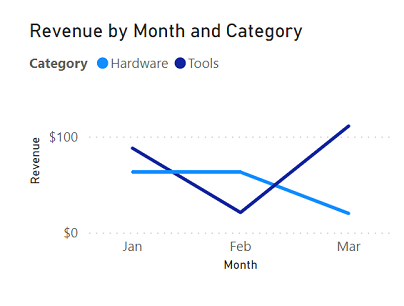 Revenue by Month and Category
Category Hardware Tools
$100
Revenue
$0
Jan Feb Mar
Month